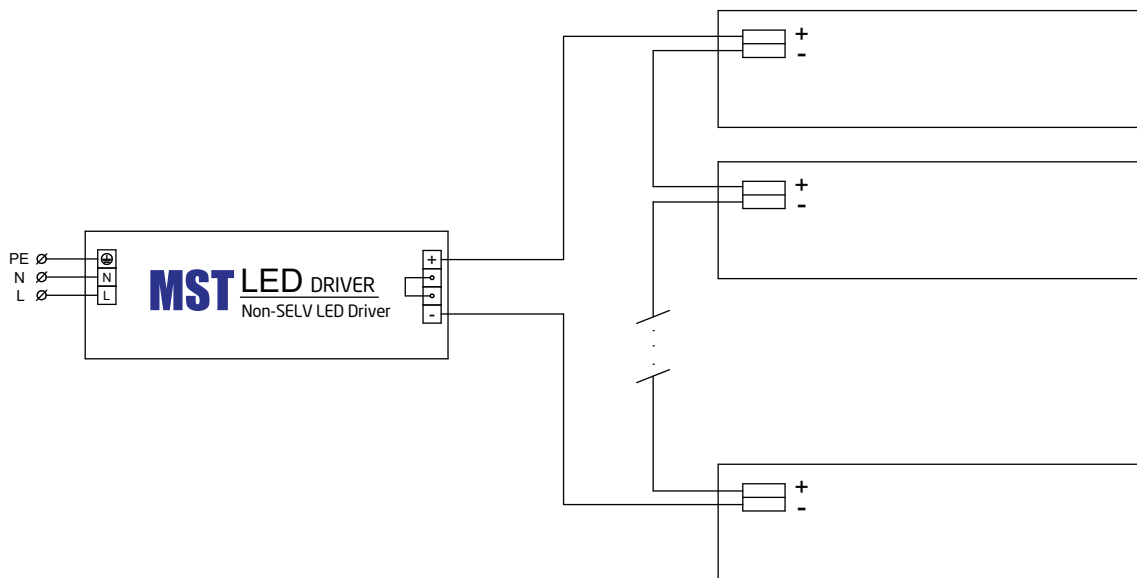 +
-
+
-
PE
N
L
N
L
MST LED DRIVER
Non-SELV LED Driver
+
-
+
-